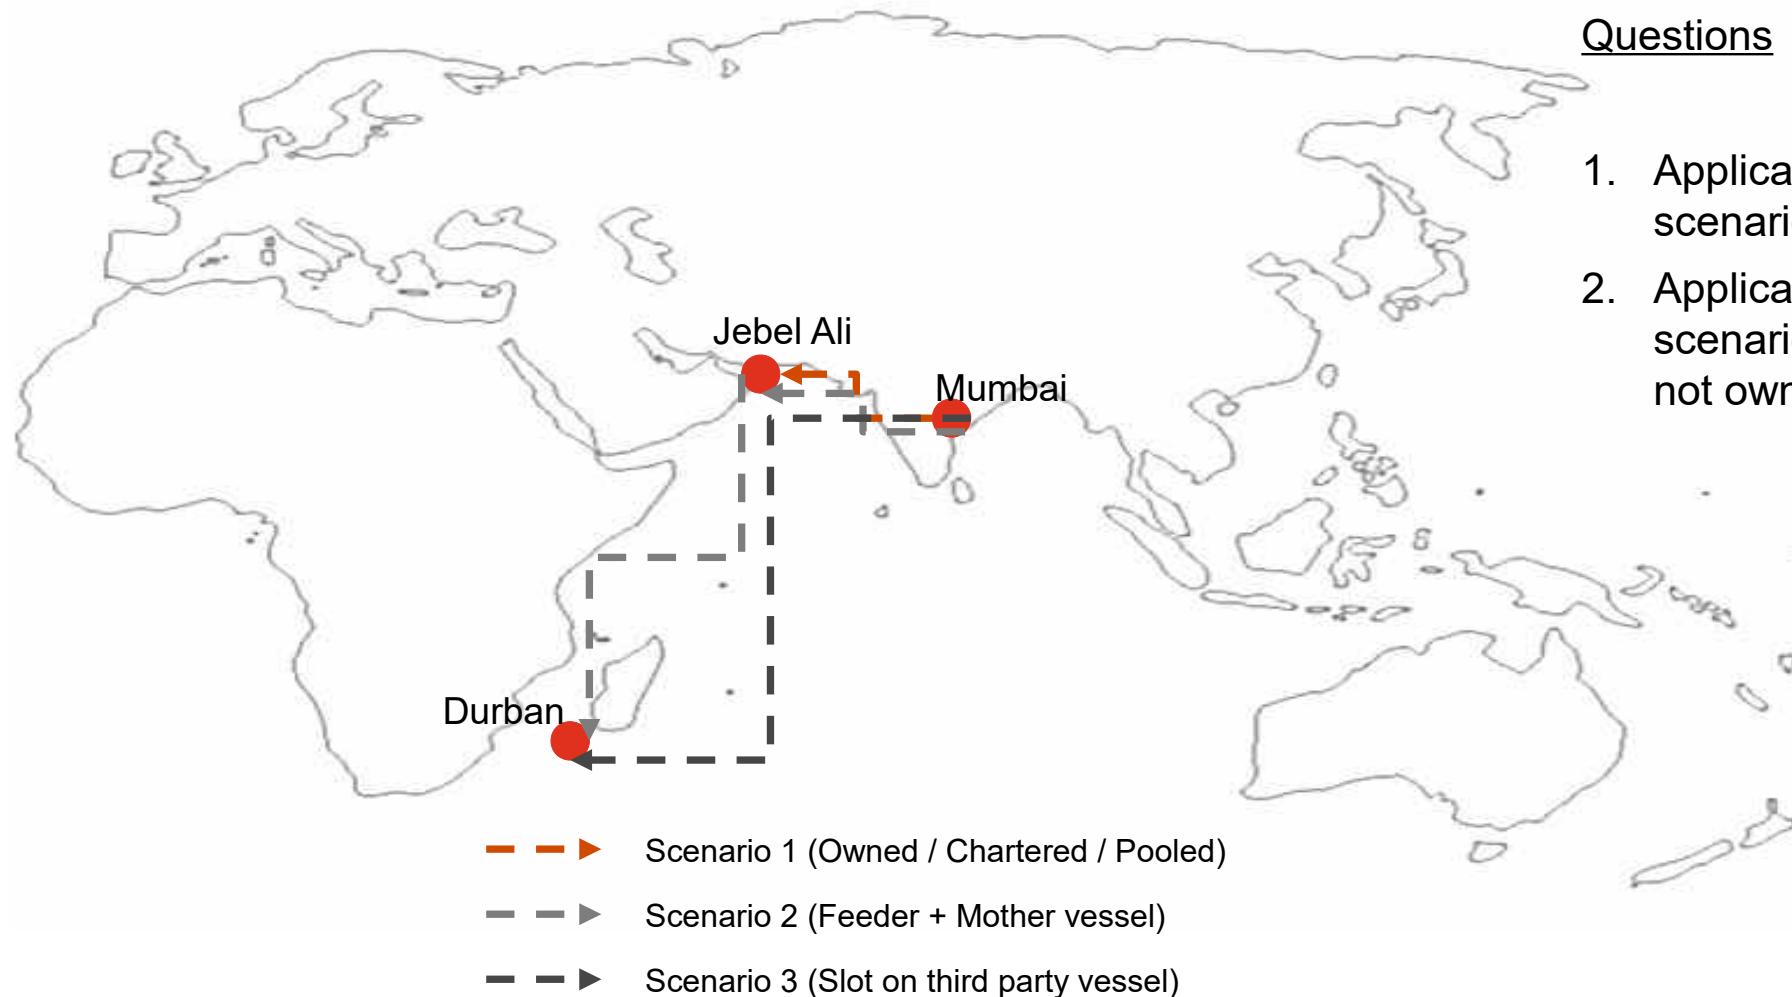 Questions
1. Applica
scenari
2. Applica
scenari
not own
Jebel Ali
Mumbai
Durban
Scenario 1 (Owned / Chartered / Pooled)
Scenario 2 (Feeder + Mother vessel)
Scenario 3 (Slot on third party vessel)